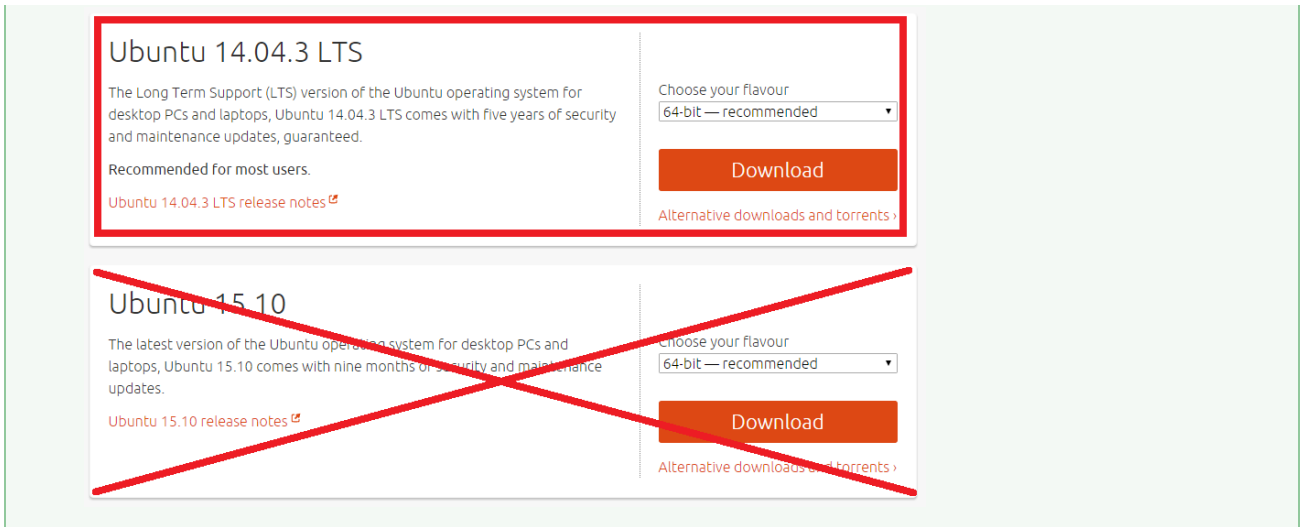 Ubuntu 14.04.3 LTS
The Long Term Support (LTS) version of the Ubuntu operating system for
desktop PCs and laptops, Ubuntu 14.04.3 LTS comes with five years of security
and maintenance updates, guaranteed.
Recommended for most users.
Ubuntu 14.04.3 LTS release notes
Choose your flavour
64-bit — recommended
Download
Alternative downloads and torrents ›
Ubuntu 15.10
The latest version of the Ubuntu operating system for desktop PCs and
laptops, Ubuntu 15.10 comes with nine months of security and maintenance
updates.
Ubuntu 15.10 release notes
Choose your flavour
64-bit — recommended
Download
Alternative downloads and torrents ›